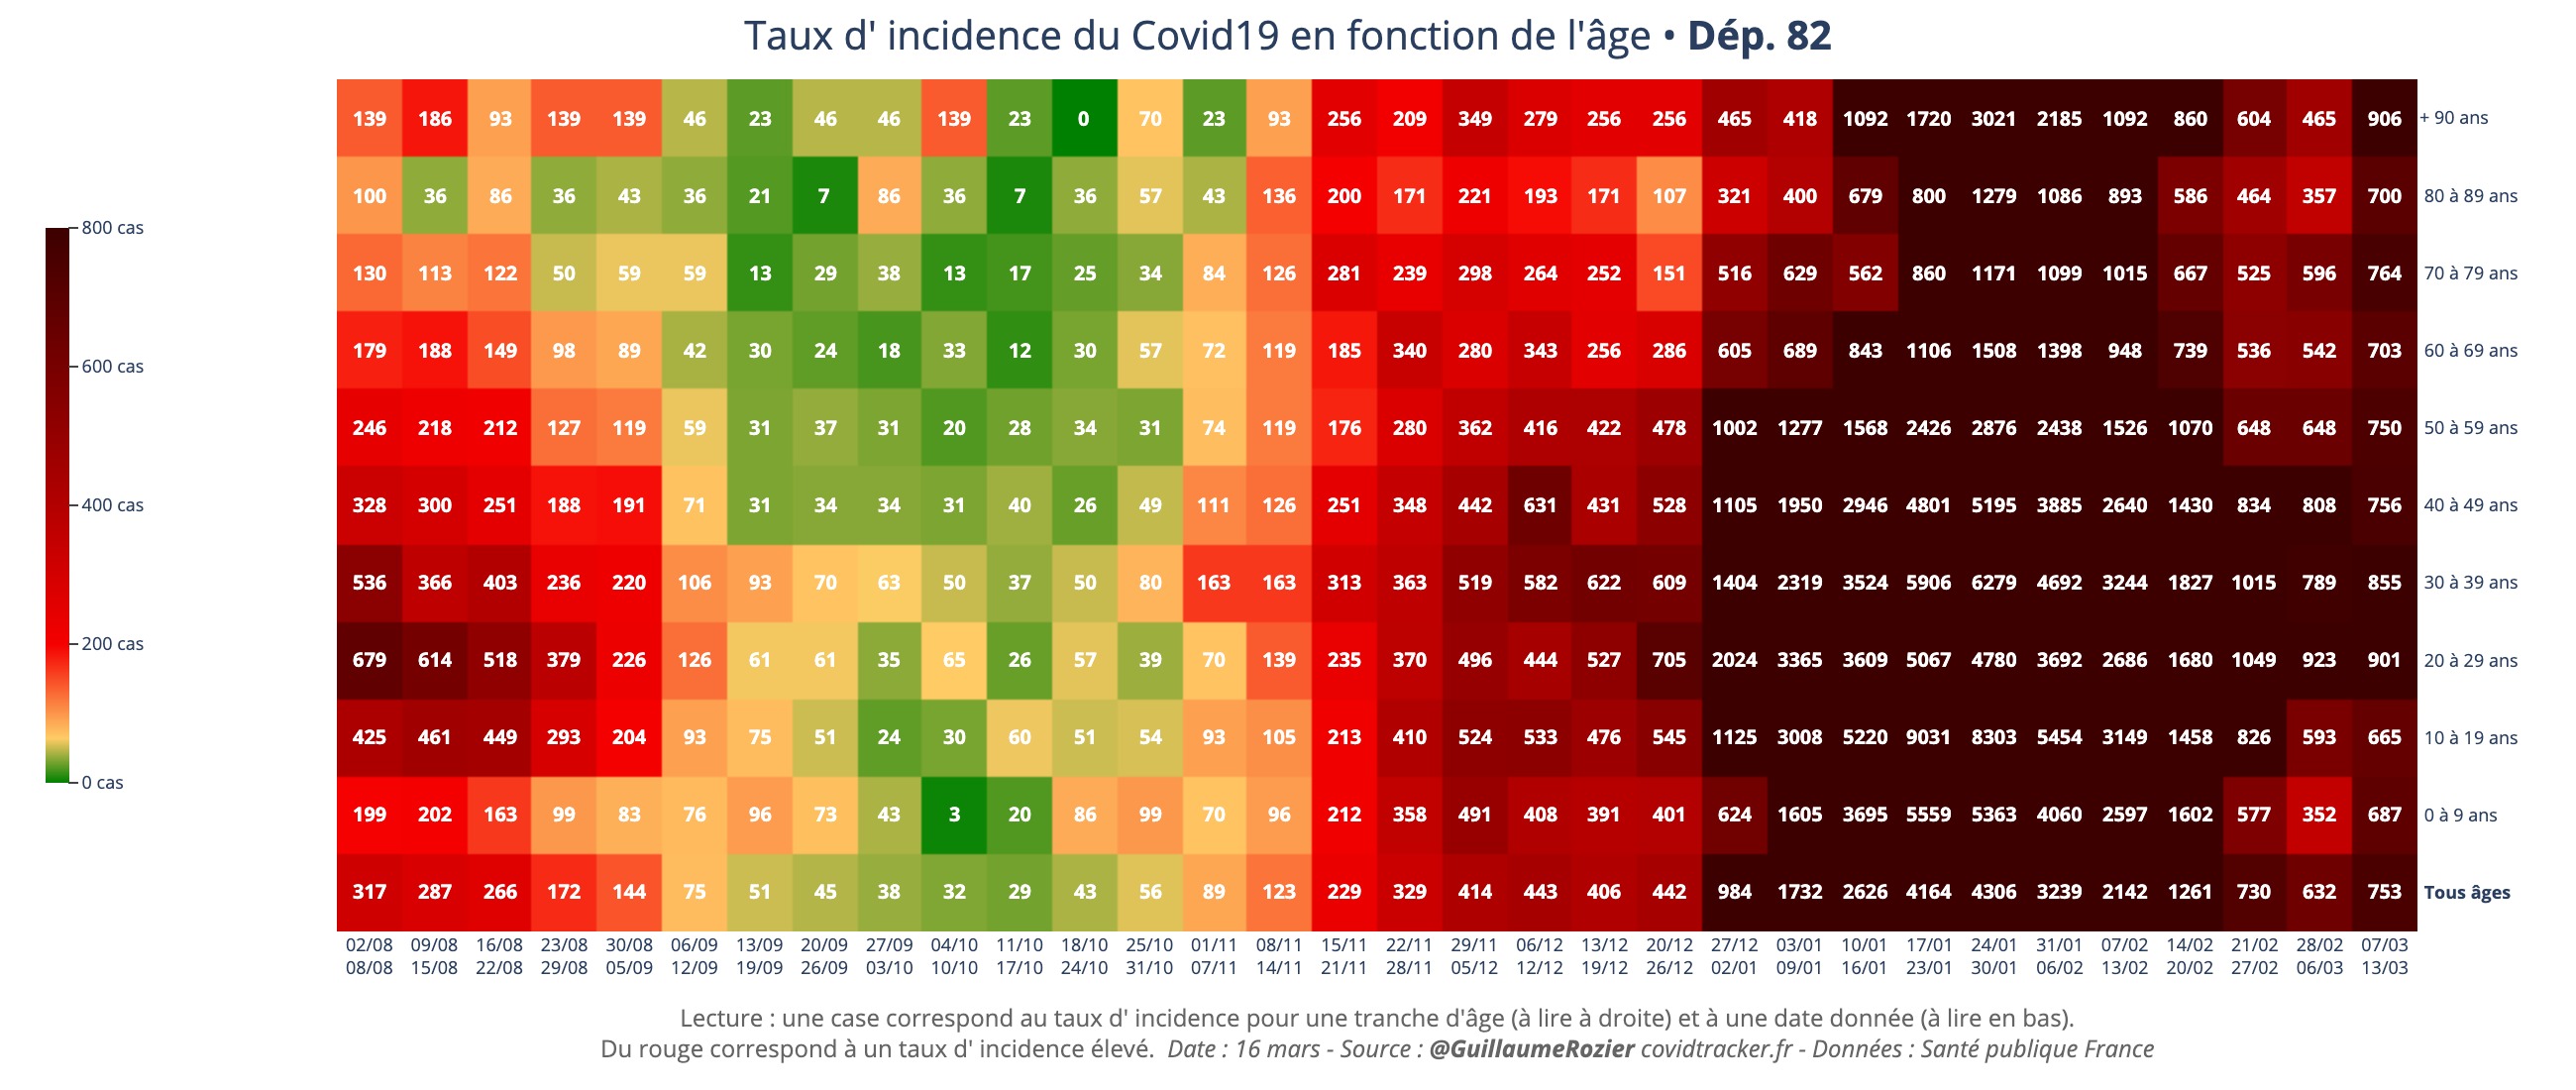 Taux d' incidence du Covid19 en fonction de l'âge • Dép. 82
139 186 93 139 139 46 23 46 46 139 23 0 70 23 93 256 209 349 279 256 256 465 418 1092 1720 3021 2185 1092 860 604 465 906 + 90 ans
100 36 86 36 43 36 21 7 86 36 7 36 57 43 136 200 171 221 193 171 107 321 400 679 800 1279 1086 893 586 464 357 700 80 à 89 ans
130 113 122 50 59 59 13 29 38 13 17 25 34 84 126 281 239 298 264 252 151 516 629 562 860 1171 1099 1015 667 525 596 764 70 à 79 ans
179 188 149 98 89 42 30 24 18 33 12 30 57 72 119 185 340 280 343 256 286 605 689 843 1106 1508 1398 948 739 536 542 703 60 à 69 ans
246 218 212 127 119 59 31 37 31 20 28 34 31 74 119 176 280 362 416 422 478 1002 1277 1568 2426 2876 2438 1526 1070 648 648 750 50 à 59 ans
328 300 251 188 191 71 31 34 34 31 40 26 49 111 126 251 348 442 631 431 528 1105 1950 2946 4801 5195 3885 2640 1430 834 808 756 40 à 49 ans
536 366 403 236 220 106 93 70 63 50 37 50 80 163 163 313 363 519 582 622 609 1404 2319 3524 5906 6279 4692 3244 1827 1015 789 855 30 à 39 ans
679 614 518 379 226 126 61 61 35 65 26 57 39 70 139 235 370 496 444 527 705 2024 3365 3609 5067 4780 3692 2686 1680 1049 923 901 20 à 29 ans
425 461 449 293 204 93 75 51 24 30 60 51 54 93 105 213 410 524 533 476 545 1125 3008 5220 9031 8303 5454 3149 1458 826 593 665 10 à 19 ans
199 202 163 99 83 76 96 73 43 3 20 86 99 70 96 212 358 491 408 391 401 624 1605 3695 5559 5363 4060 2597 1602 577 352 687 0 à 9 ans
317 287 266 172 144 75 51 45 38 32 29 43 56 89 123 229 329 414 443 406 442 984 1732 2626 4164 4306 3239 2142 1261 730 632 753 Tous âges
02/08 09/08 16/08 23/08 30/08 06/09 13/09 20/09 27/09 04/10 11/10 18/10 25/10 01/11 08/11 15/11 22/11 29/11 06/12 13/12 20/12 27/12 03/01 10/01 17/01 24/01 31/01 07/02 14/02 21/02 28/02 07/03
08/08 15/08 22/08 29/08 05/09 12/09 19/09 26/09 03/10 10/10 17/10 24/10 31/10 07/11 14/11 21/11 28/11 05/12 12/12 19/12 26/12 02/01 09/01 16/01 23/01 30/01 06/02 13/02 20/02 27/02 06/03 13/03
800 cas
600 cas
400 cas
200 cas
0 cas
Lecture : une case correspond au taux d' incidence pour une tranche d'âge (à lire à droite) et à une date donnée (à lire en bas).
Du rouge correspond à un taux d' incidence élevé. Date : 16 mars - Source : @GuillaumeRozier covidtracker.fr - Données : Santé publique France